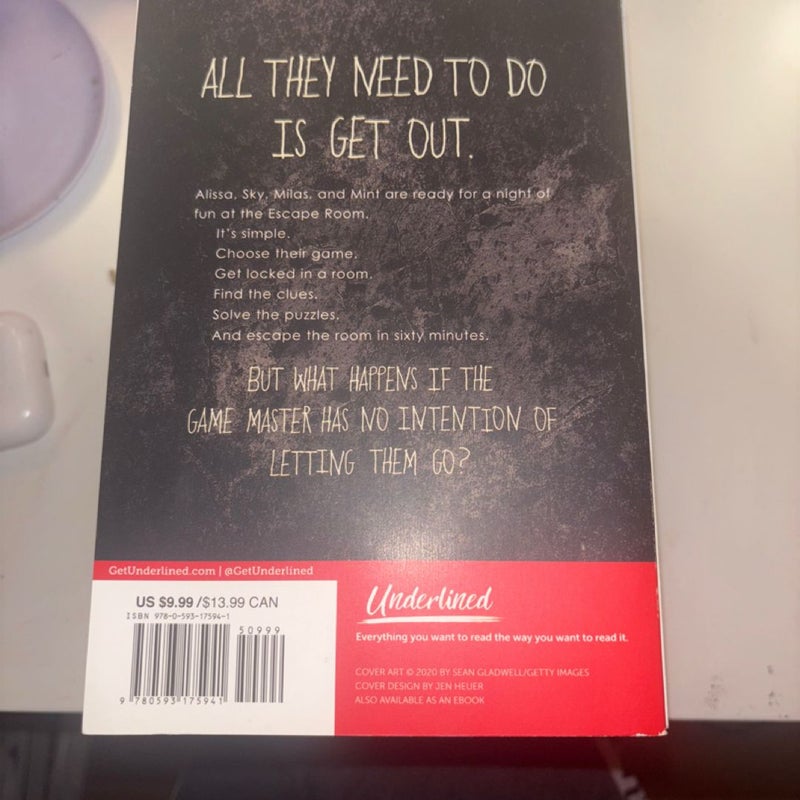 ALL THEY NEED TO DO
IS GET OUT.
Alissa, Sky, Milas, and Mint are ready for a night of
fun at the Escape Room.
It's simple.
Choose their game.
Get locked in a room.
Find the clues.
Solve the puzzles.
And escape the room in sixty minutes.
BUT WHAT HAPPENS IF THE
GAME MASTER HAS NO INTENTION OF
LETTING THEM GO?
GetUnderlined.com | @GetUnderlined
US $9.99 /$13.99 CAN
ISBN 978-0-593-17594-1
50999
9 780593 175941
Underlined
Everything you want to read the way you want to read it.
COVER ART © 2020 BY SEAN GLADWELL/GETTY IMAGES
COVER DESIGN BY JEN HEUER
ALSO AVAILABLE AS AN EBOOK